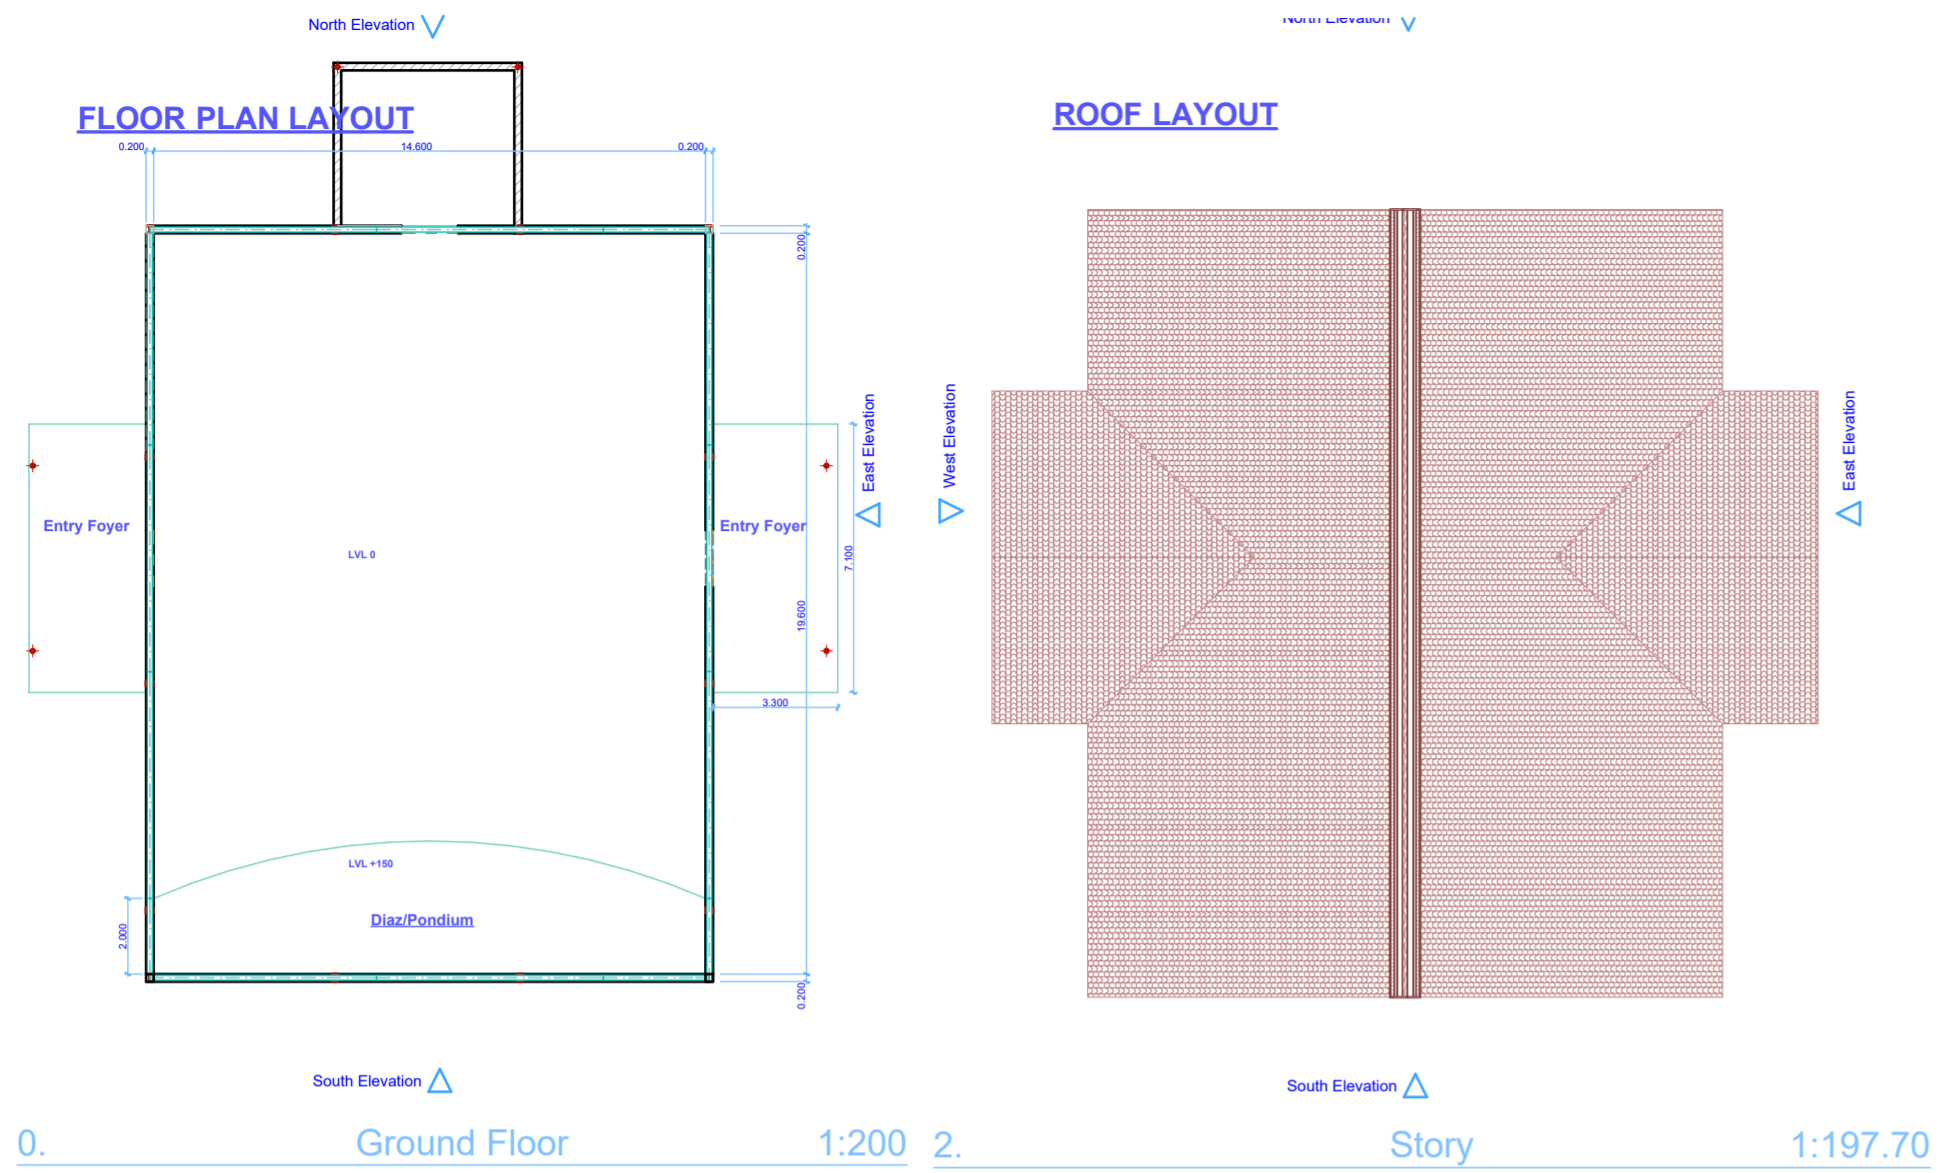 North Elevation
FLOOR PLAN LAYOUT
0.200
14.600
0.200
0.200
East Elevation
Entry Foyer
Entry Foyer
LVL 0
7.100
19.600
3.300
LVL +150
Diaz/Pondium
2.000
0.200
South Elevation
0.
Ground Floor
1:200
North Elevation
ROOF LAYOUT
West Elevation
East Elevation
South Elevation
2.
Story
1:197.70